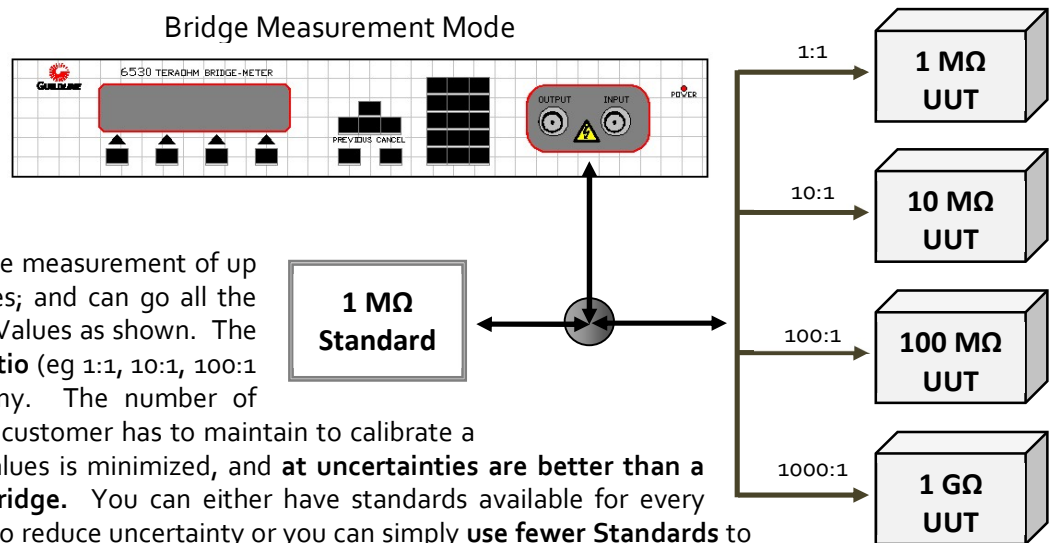 Bridge Measurement Mode
GUILDLINE
6530 TERAOHM BRIDGE-METER
PREVIOUS CANCEL
OUTPUT INPUT
POWER
1:1
1 MΩ
UUT
10:1
10 MΩ
UUT
100:1
100 MΩ
UUT
1000:1
1 GΩ
UUT
1 MΩ
Standard
e measurement of up
es; and can go all the
Values as shown. The
tio (eg 1:1, 10:1, 100:1
ny. The number of
customer has to maintain to calibrate a
alues is minimized, and at uncertainties are better than a
ridge. You can either have standards available for every
o reduce uncertainty or you can simply use fewer Standards to